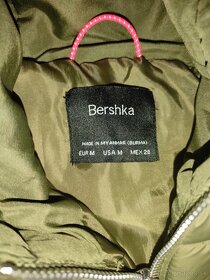 Bershka
MADE IN MYANMAR (BURMA)
EUR M USA M MEX 28